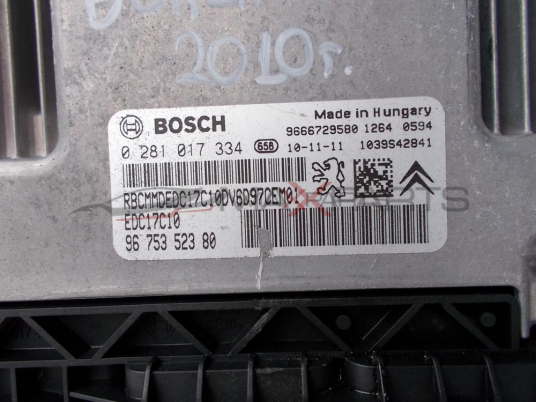 2010г.
BOSCH
Made in Hungary
9666729580 1264 0594
0 281 017 334 65B 10-11-11 1039S42841
RBCMMDEDC17C10DV6D97CEM01
EDC17C10
96 753 523 80